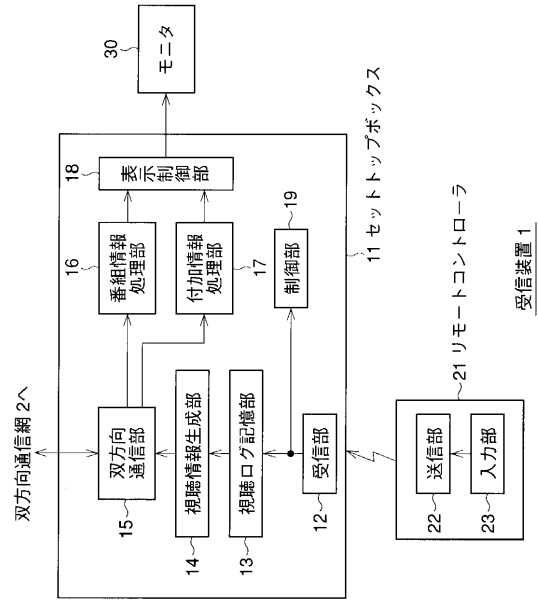 双方向通信網 2へ
双方向
通信部
15
番組情報
処理部
16
付加情報
処理部
17
表示制御部
18
モニタ
30
視聴情報生成部
14
視聴ログ記憶部
13
受信部
12
制御部
19
11 セットトップボックス
送信部
22
入力部
23
21 リモートコントローラ
受信装置 1